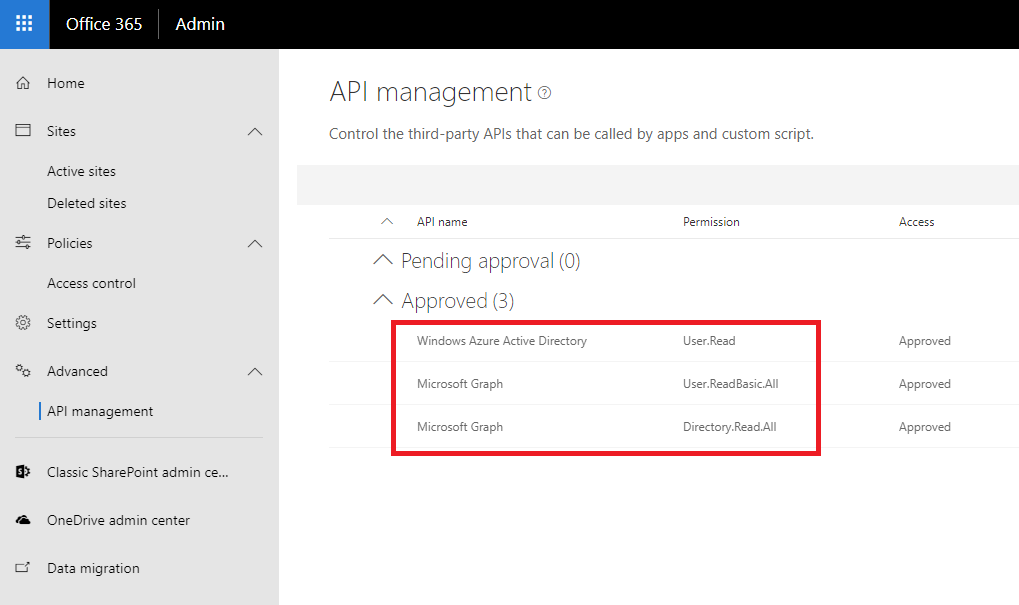 Office 365 Admin
Home
Sites
Active sites
Deleted sites
Policies
Access control
Settings
Advanced
API management
Classic SharePoint admin ce...
OneDrive admin center
Data migration
API management ?
Control the third-party APIs that can be called by apps and custom script.
API name Permission Access
Pending approval (0)
Approved (3)
Windows Azure Active Directory User.Read Approved
Microsoft Graph User.ReadBasic.All Approved
Microsoft Graph Directory.Read.All Approved